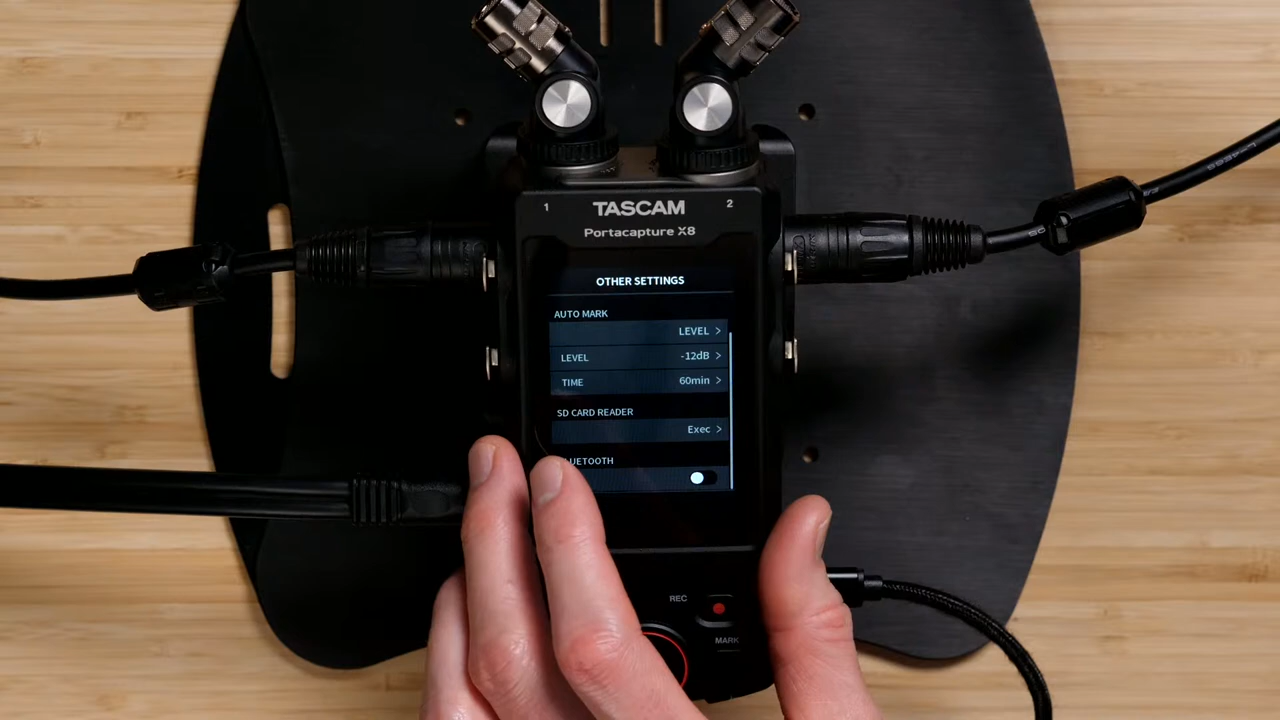 1 TASCAM 2
Portacapture X8
OTHER SETTINGS
AUTO MARK
LEVEL >
LEVEL -12dB >
TIME 60min >
SD CARD READER
Exec >
LUETOOTH
REC
MARK